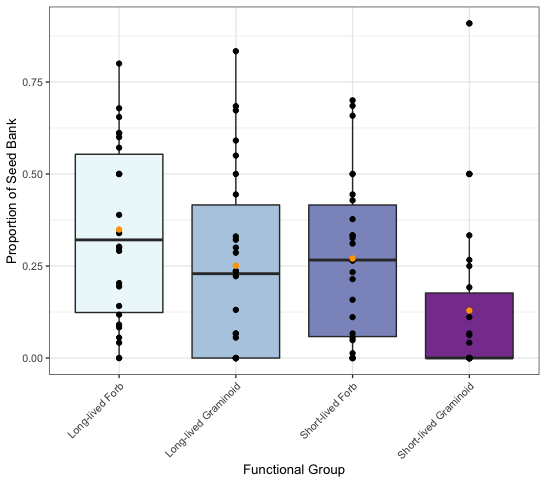 Proportion of Seed Bank
0.75
0.50
0.25
0.00
Long-lived Forb
Long-lived Graminoid
Short-lived Forb
Short-lived Graminoid
Functional Group